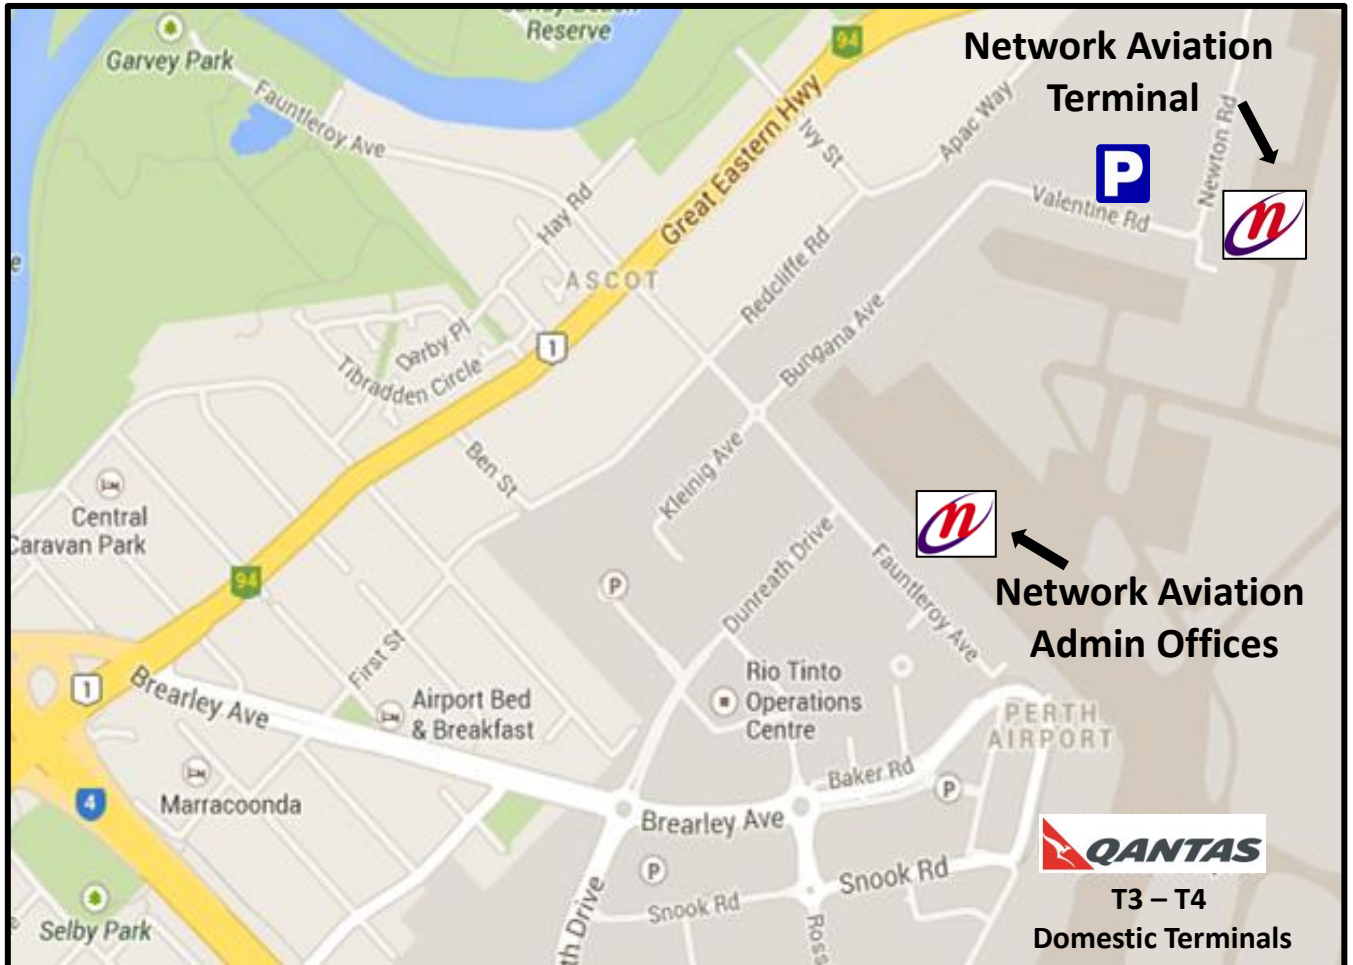 Reserve
Garvey Park
Fauntleroy Ave
94
Network Aviation
Terminal
P
Ivy St
Apac Way
Newton Rd
Great Eastern Hwy
Hay Rd
Valentine Rd
n
ASCOT
Redcliffe Rd
Bungana Ave
Darby Pl
Tibradden Circle
1
Ben St
Kleinig Ave
Central
Caravan Park
94
n
Dunreath Drive
Fauntleroy Ave
Network Aviation
Admin Offices
P
First St
1
Brearley Ave
Airport Bed
& Breakfast
Rio Tinto
Operations
Centre
PERTH
AIRPORT
Marracoonda
4
Baker Rd
P
Brearley Ave
QANTAS
P
Snook Rd
Snook Rd
T3 – T4
Domestic Terminals
Selby Park
th Drive
Ross